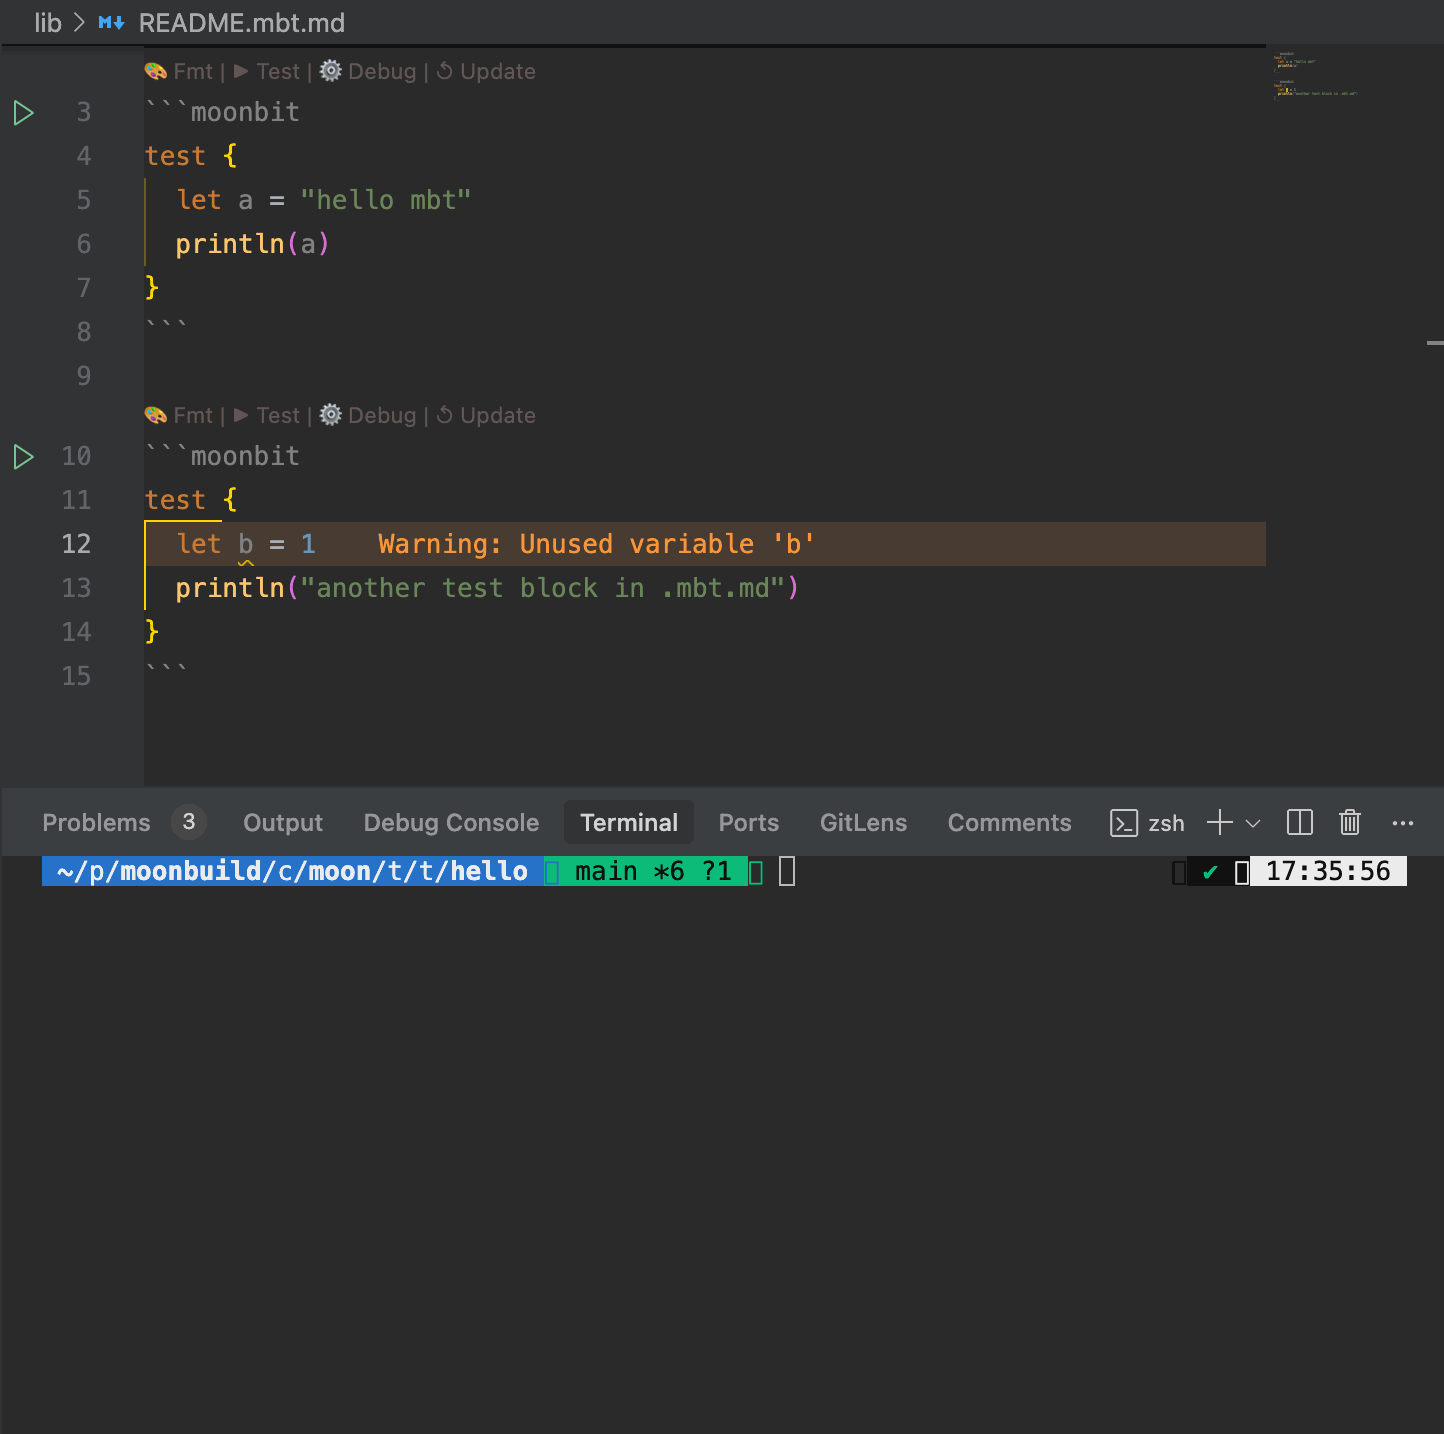 lib > README.mbt.md
Fmt | ▶ Test | Debug | ↺ Update
3 ```moonbit
4 test {
5   let a = "hello mbt"
6   println(a)
7 }
8 ```
9
Fmt | ▶ Test | Debug | ↺ Update
10 ```moonbit
11 test {
12   let b = 1    Warning: Unused variable 'b'
13   println("another test block in .mbt.md")
14 }
15 ```
Problems 3 Output Debug Console Terminal Ports GitLens Comments zsh
~/p/moonbuild/c/moon/t/t/hello main *6 ?1 ✔ 17:35:56